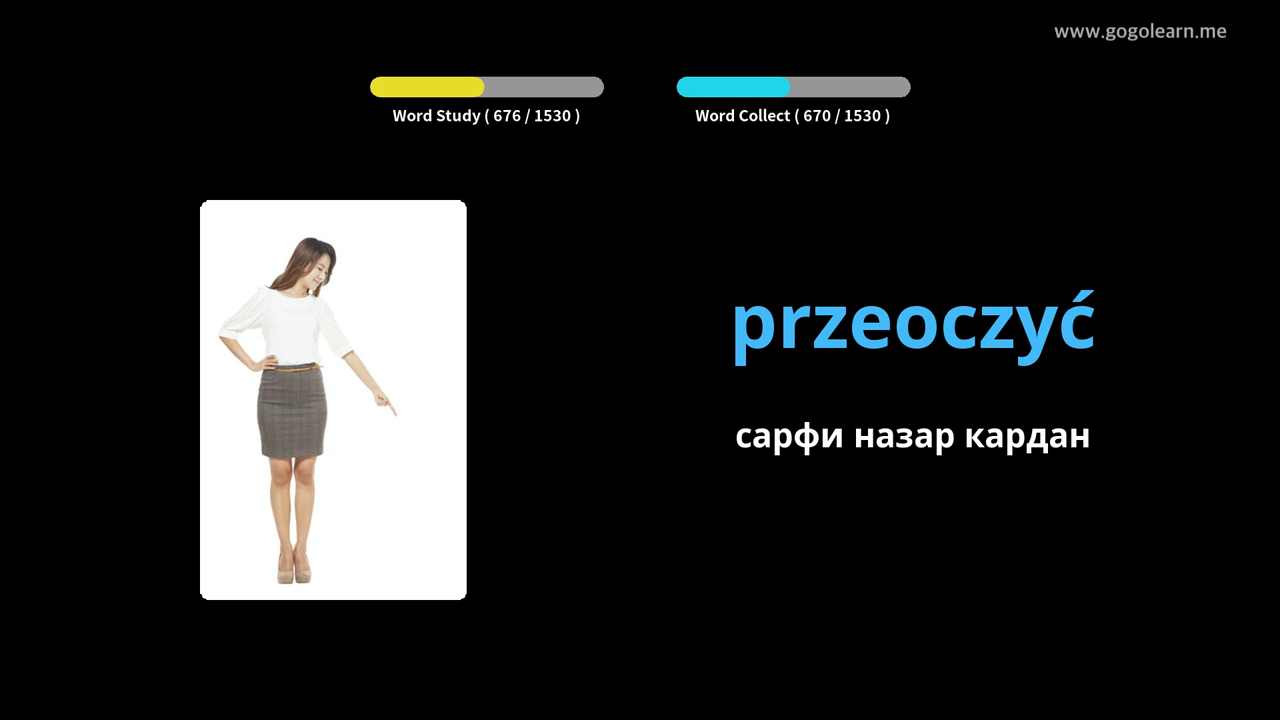 www.gogolearn.me
Word Study ( 676 / 1530 )
Word Collect ( 670 / 1530 )
przeoczyć
сарфи назар кардан